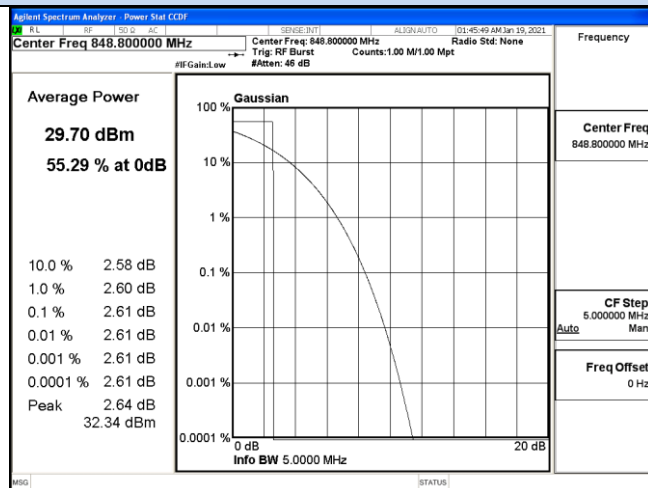 Agilent Spectrum Analyzer - Power Stat CCDF
RL RF 50 Ω AC SENSE:INT ALIGN AUTO 01:45:49 AM Jan 19, 2021
Center Freq 848.800000 MHz
Center Freq: 848.800000 MHz Radio Std: None
Trig: RF Burst Counts:1.00 M/1.00 Mpt
#IFGain:Low #Atten: 46 dB
Frequency
Average Power
29.70 dBm
55.29 % at 0dB
10.0 % 2.58 dB
1.0 % 2.60 dB
0.1 % 2.61 dB
0.01 % 2.61 dB
0.001 % 2.61 dB
0.0001 % 2.61 dB
Peak 2.64 dB
32.34 dBm
Gaussian
100 %
10 %
1 %
0.1 %
0.01 %
0.001 %
0.0001 %
0 dB 20 dB
Info BW 5.0000 MHz
Center Freq
848.800000 MHz
CF Step
5.000000 MHz
Auto Man
Freq Offset
0 Hz
MSG STATUS